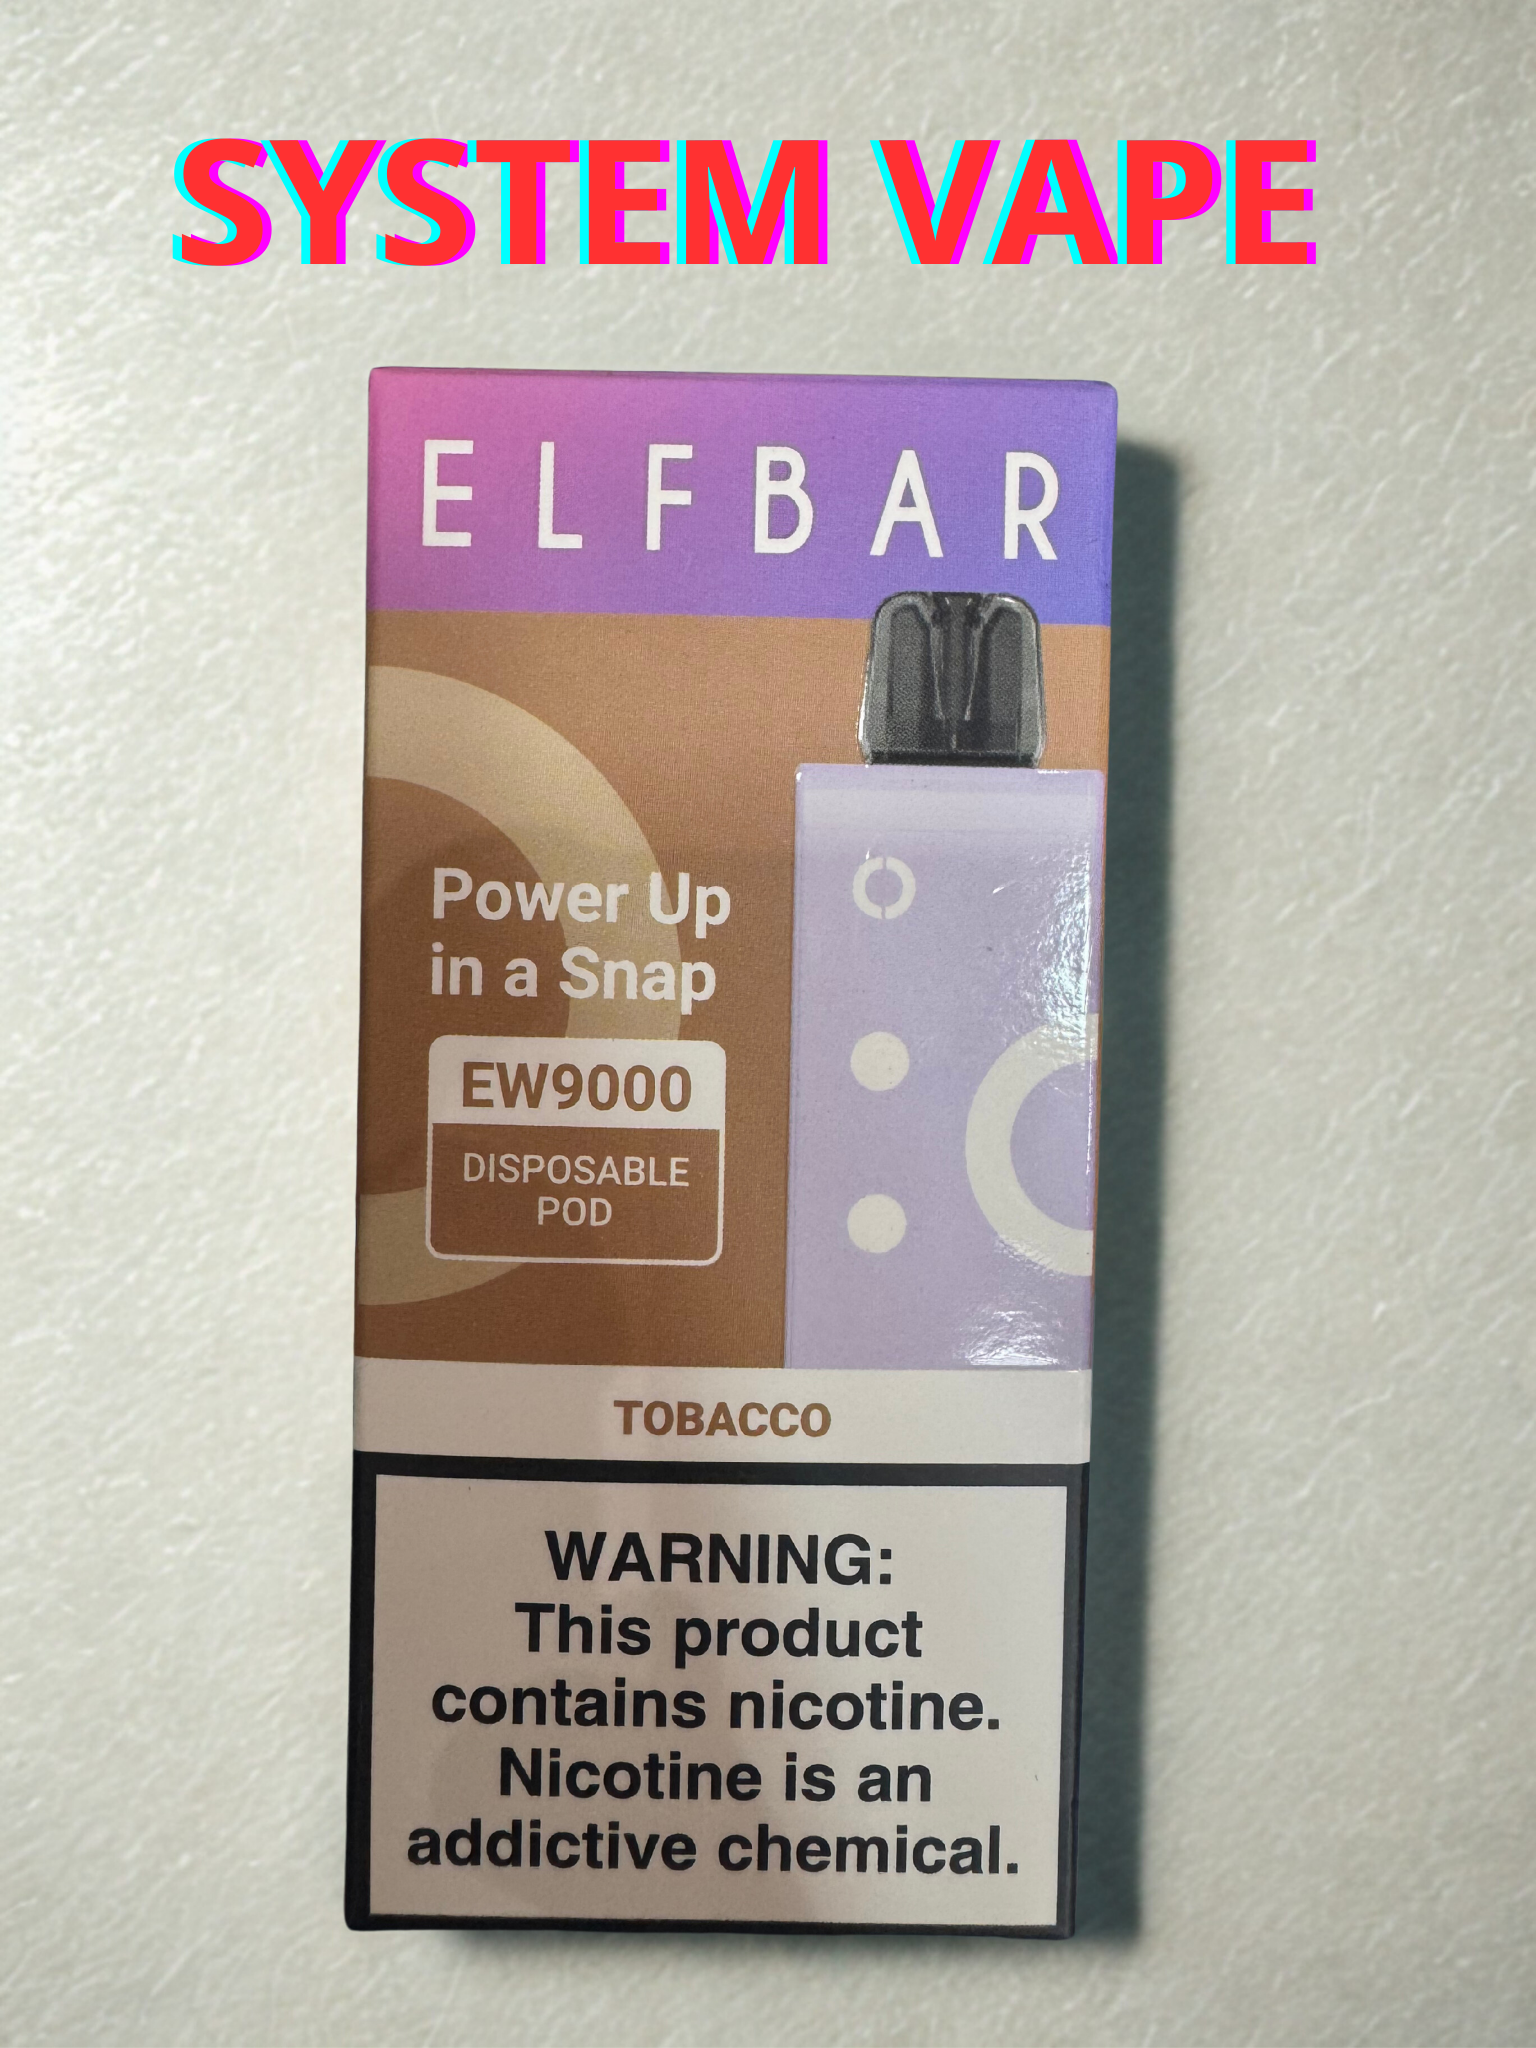 SYSTEM VAPE
ELFBAR
Power Up
in a Snap
EW9000
DISPOSABLE
POD
TOBACCO
WARNING:
This product
contains nicotine.
Nicotine is an
addictive chemical.